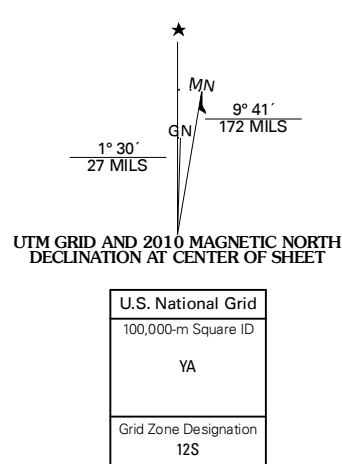 ★
MN
9° 41´
172 MILS
GN
1° 30´
27 MILS
UTM GRID AND 2010 MAGNETIC NORTH
DECLINATION AT CENTER OF SHEET
U.S. National Grid
100,000-m Square ID
YA
Grid Zone Designation
12S